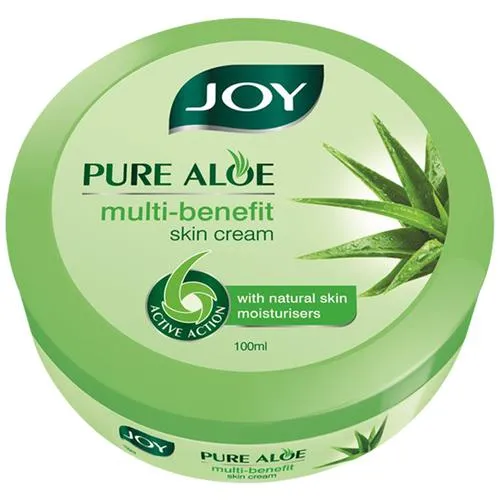 JOY
PURE ALOE
multi-benefit
skin cream
6
ACTIVE ACTION
with natural skin
moisturisers
100ml
JOY
PURE ALOE
multi-benefit
skin cream